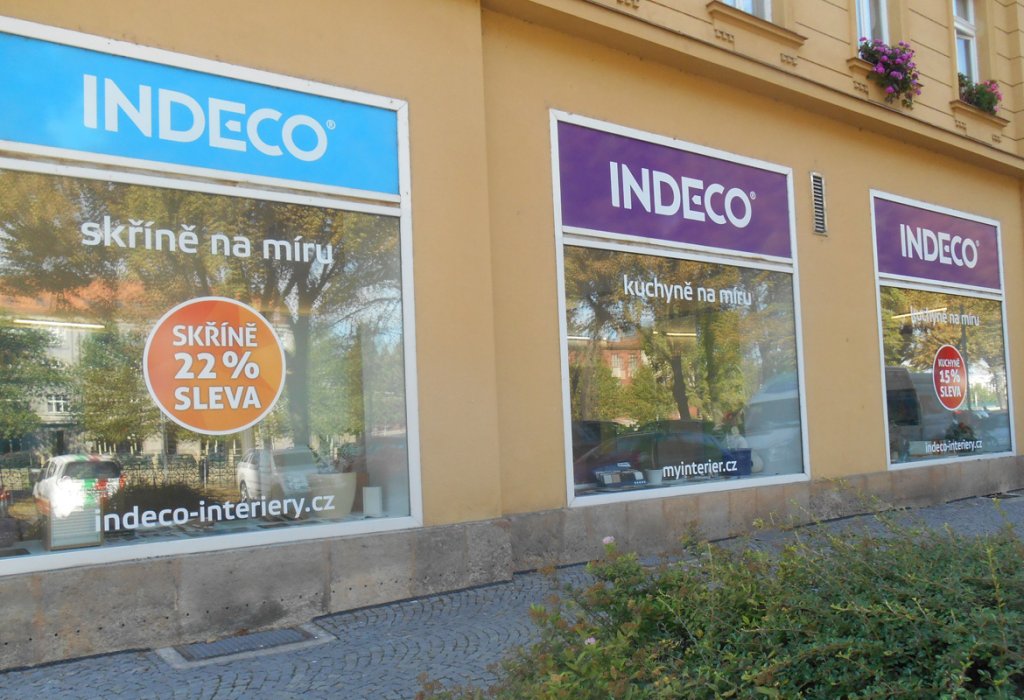 INDECO®
skříně na míru
SKŘÍNĚ
22%
SLEVA
indeco-interiery.cz
INDECO®
kuchyně na míru
myinterier.cz
INDECO®
kuchyně na míru
KUCHYNĚ
15%
SLEVA
indeco-interiery.cz